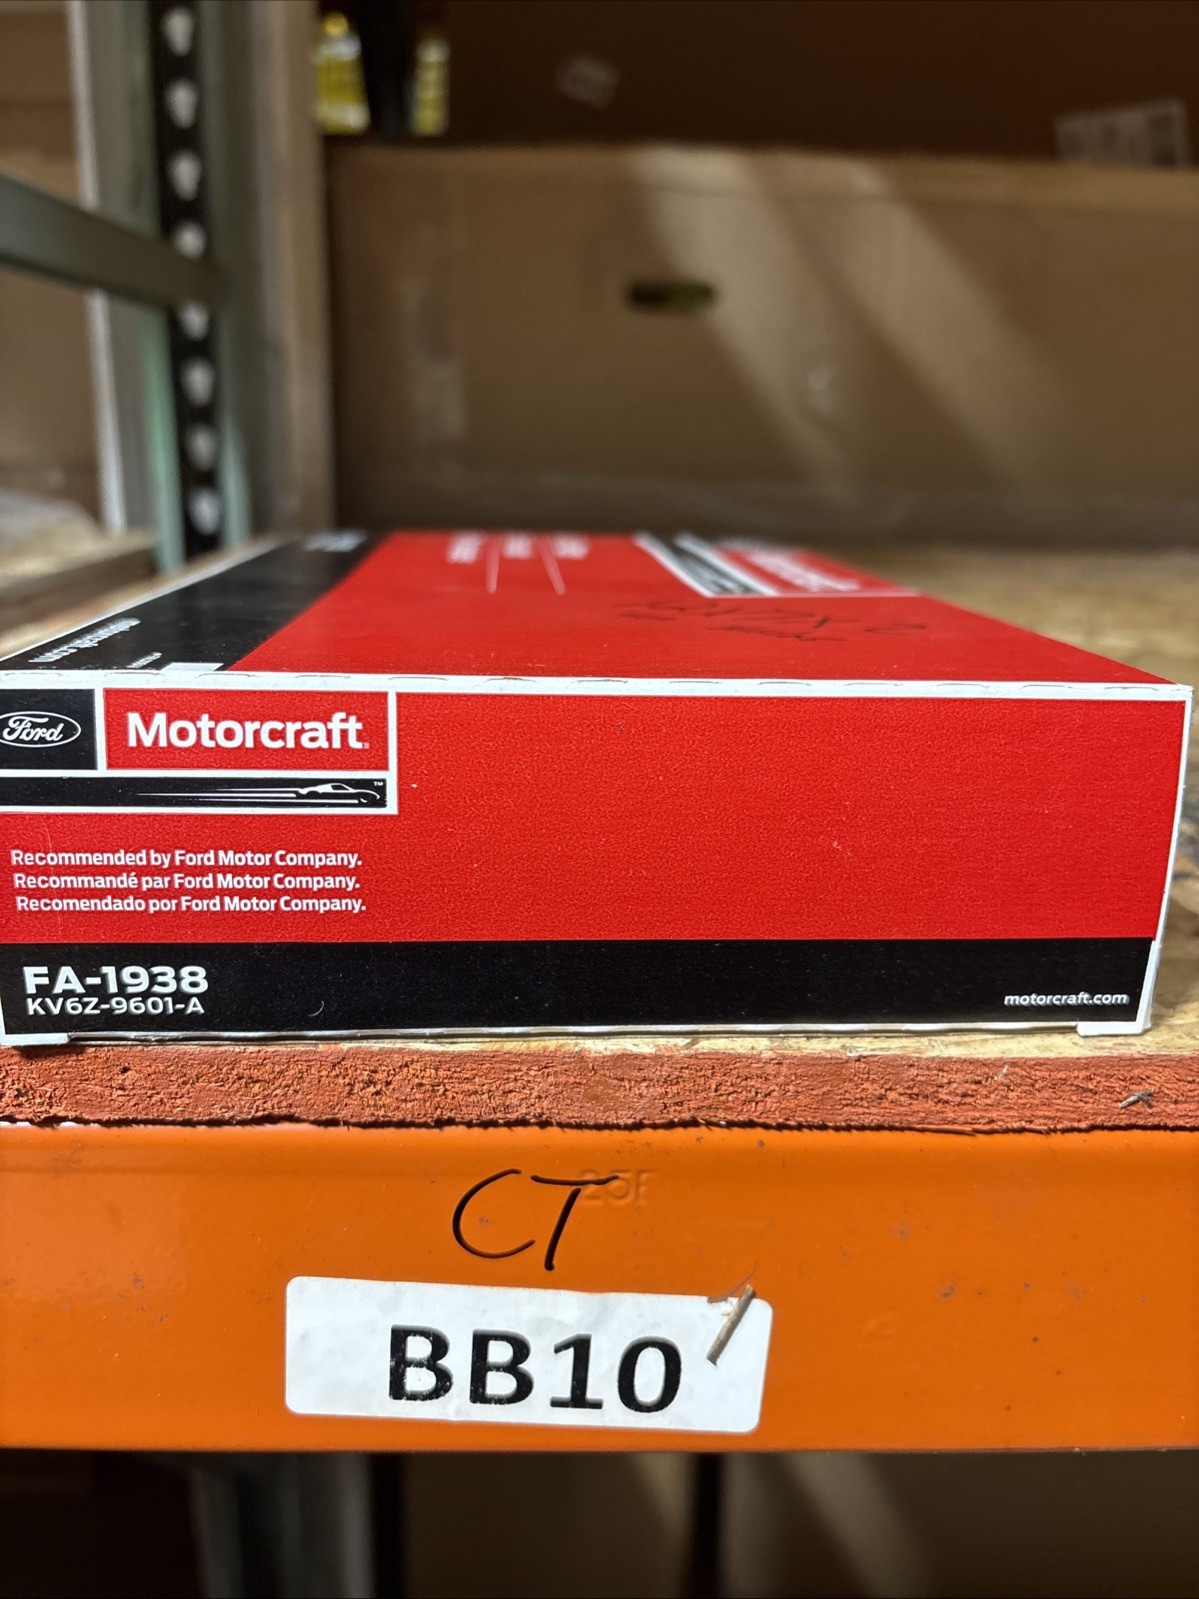 Ford
Motorcraft
TM
Recommended by Ford Motor Company.
Recommandé par Ford Motor Company.
Recomendado por Ford Motor Company.
FA-1938
KV6Z-9601-A
motorcraft.com
CT
BB10